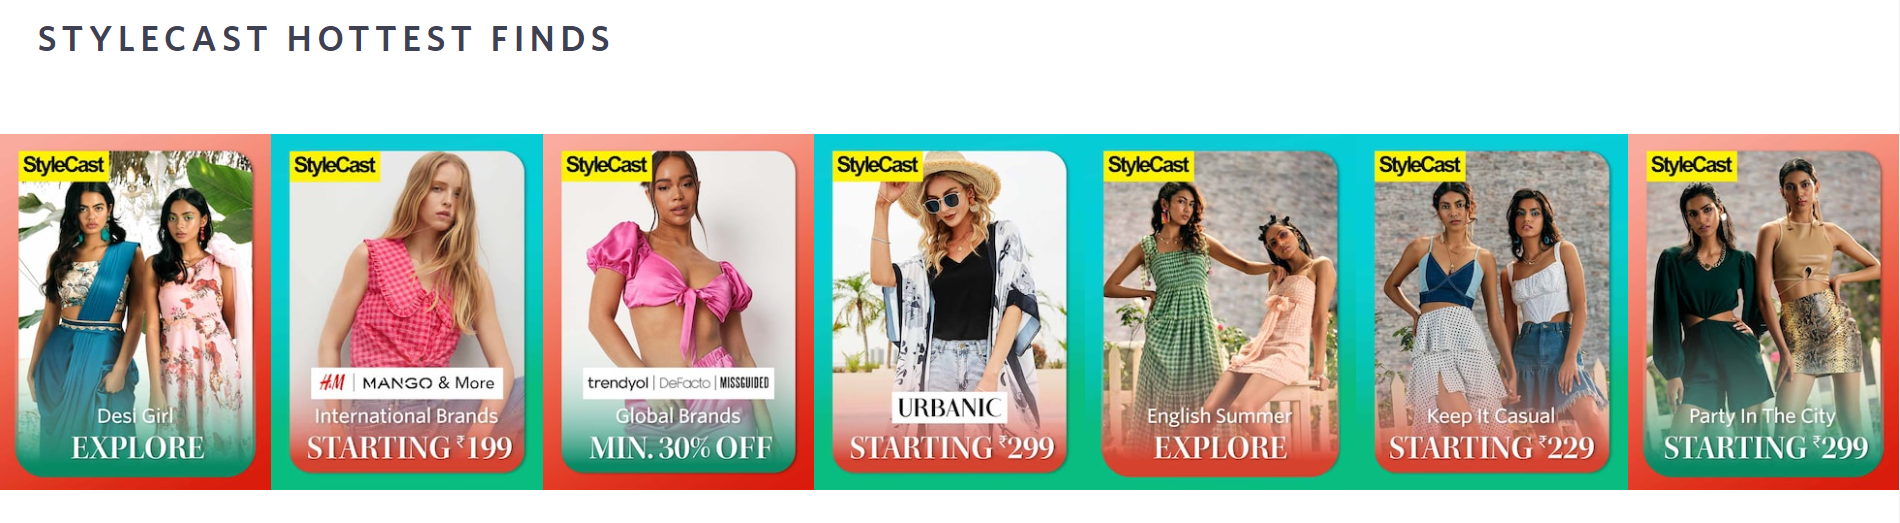 STYLECAST HOTTEST FINDS
StyleCast
Desi Girl
EXPLORE
StyleCast
H&M | MANGO & More
International Brands
STARTING ₹199
StyleCast
trendyol | DeFacto | MISSGUIDED
Global Brands
MIN. 30% OFF
StyleCast
URBANIC
STARTING ₹299
StyleCast
English Summer
EXPLORE
StyleCast
Keep It Casual
STARTING ₹229
StyleCast
Party In The City
STARTING ₹299